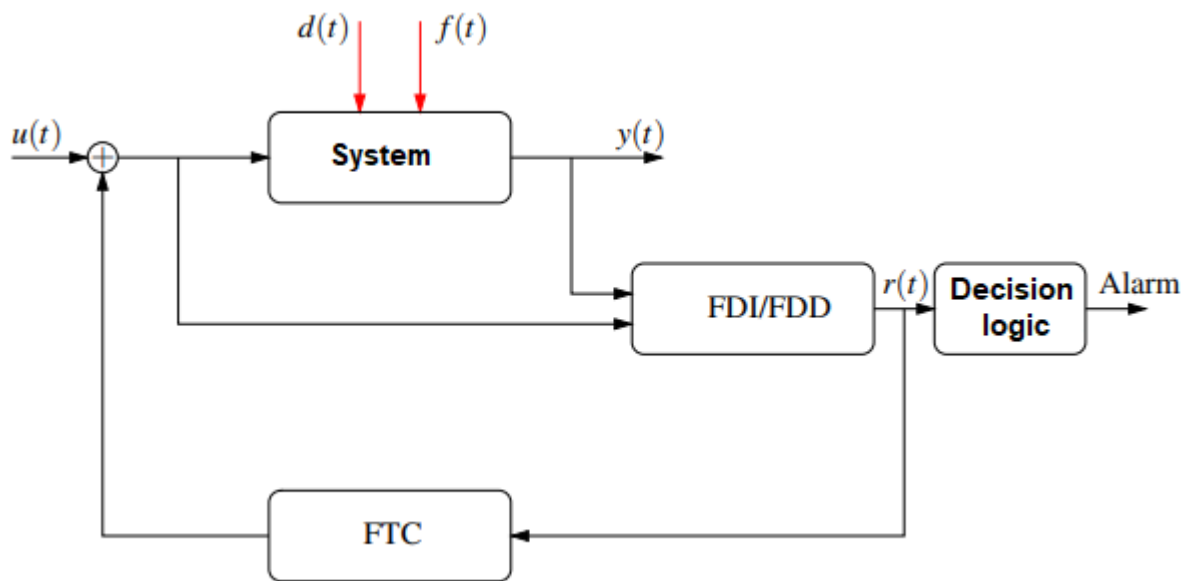 d(t) f(t)
u(t)
+
System
y(t)
FDI/FDD
r(t)
Decision
logic
Alarm
FTC